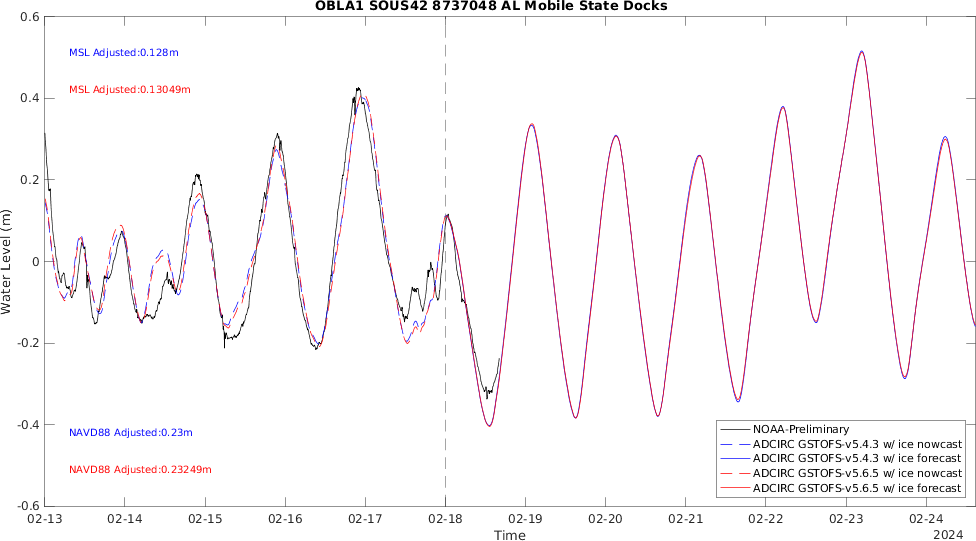 OBLA1 SOUS42 8737048 AL Mobile State Docks
0.6
MSL Adjusted:0.128m
MSL Adjusted:0.13049m
0.4
0.2
0
-0.2
-0.4
-0.6
Water Level (m)
NAVD88 Adjusted:0.23m
NAVD88 Adjusted:0.23249m
NOAA-Preliminary
ADCIRC GSTOFS-v5.4.3 w/ ice nowcast
ADCIRC GSTOFS-v5.4.3 w/ ice forecast
ADCIRC GSTOFS-v5.6.5 w/ ice nowcast
ADCIRC GSTOFS-v5.6.5 w/ ice forecast
02-13 02-14 02-15 02-16 02-17 02-18 02-19 02-20 02-21 02-22 02-23 02-24
Time
2024